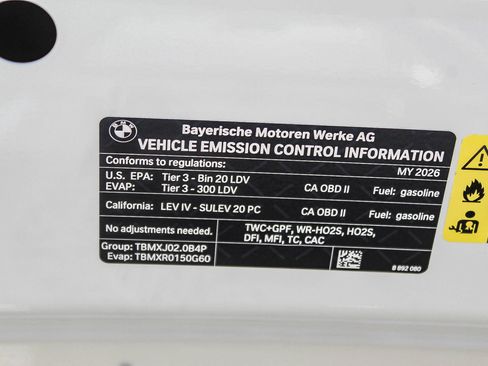 BMW
Bayerische Motoren Werke AG
VEHICLE EMISSION CONTROL INFORMATION
Conforms to regulations: MY 2026
U.S. EPA: Tier 3 - Bin 20 LDV CA OBD II Fuel: gasoline
EVAP: Tier 3 - 300 LDV
California: LEV IV - SULEV 20 PC CA OBD II Fuel: gasoline
No adjustments needed. TWC+GPF, WR-HO2S, HO2S,
DFI, MFI, TC, CAC
Group: TBMXJ02.0B4P
Evap: TBMXR0150G60
8 992 080